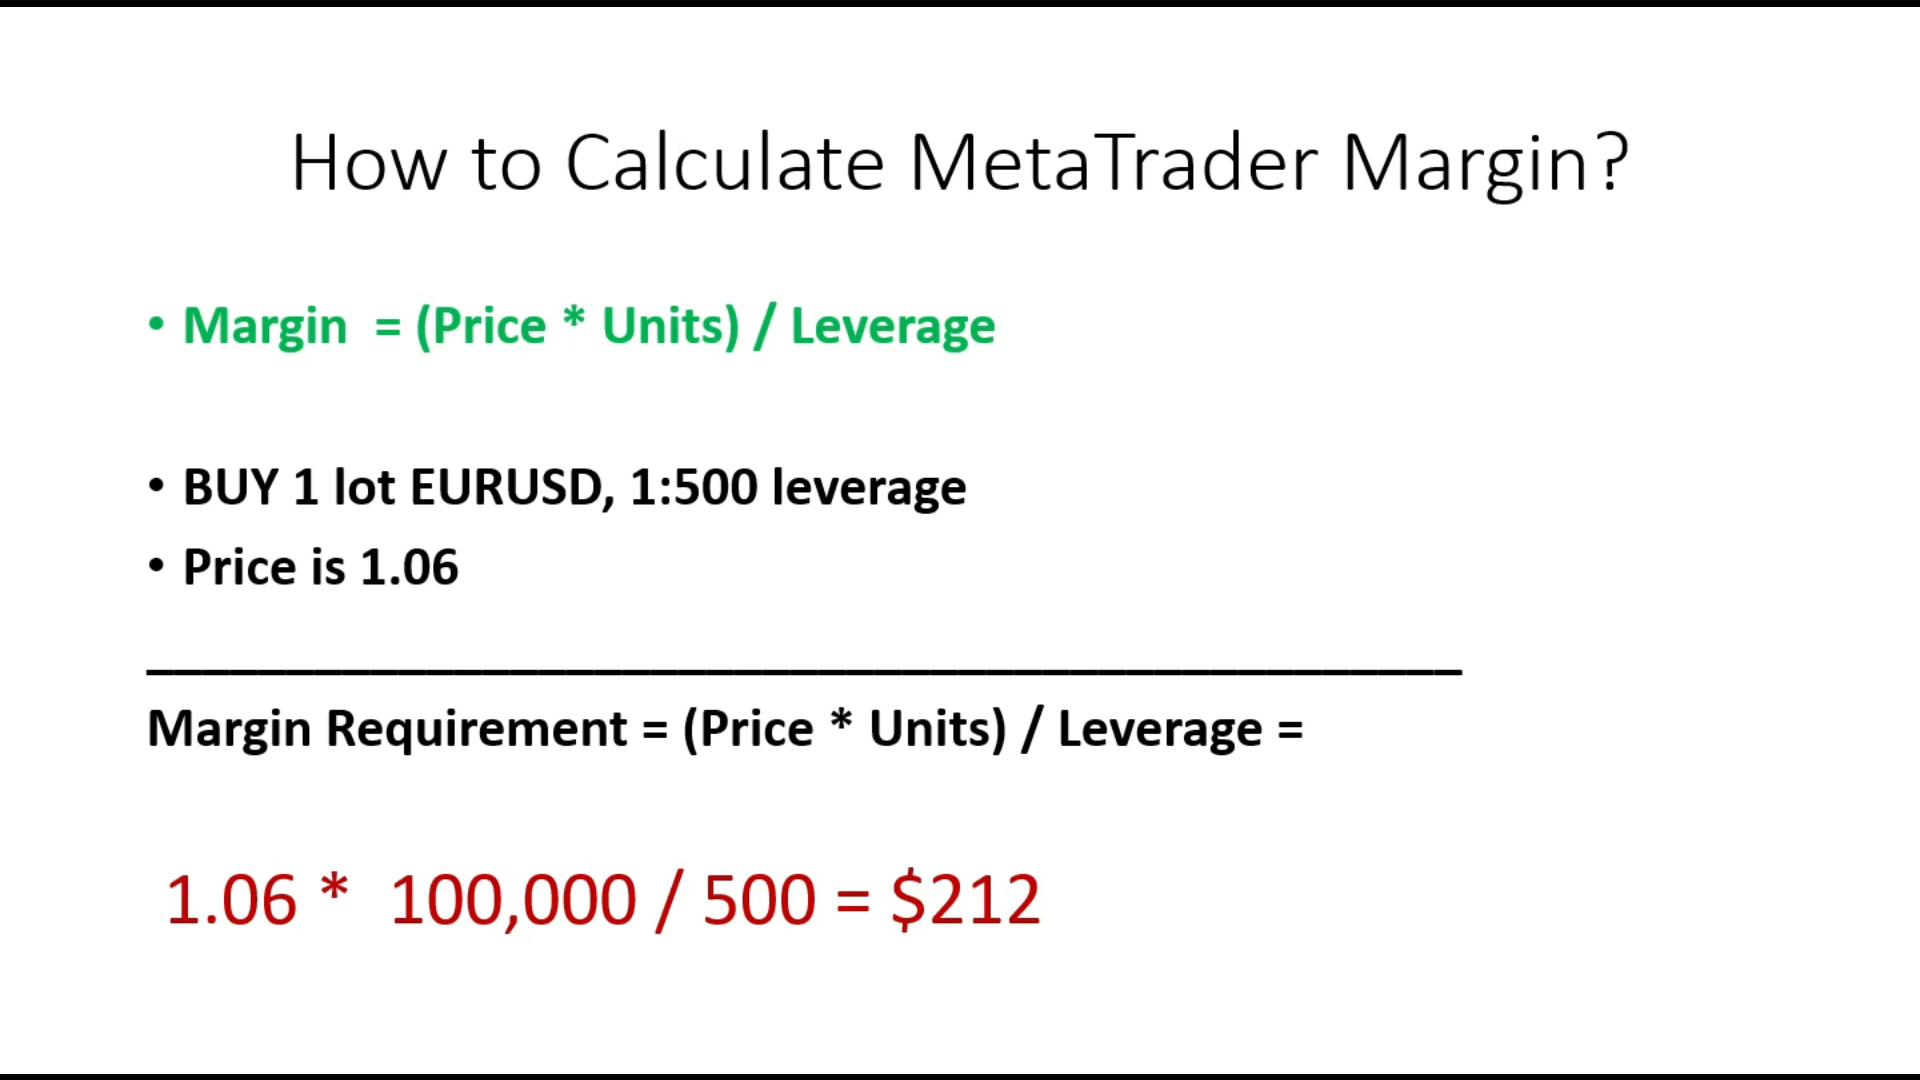 How to Calculate MetaTrader Margin?
• Margin  = (Price * Units) / Leverage
• BUY 1 lot EURUSD, 1:500 leverage
• Price is 1.06
Margin Requirement = (Price * Units) / Leverage =
1.06 *  100,000 / 500 = $212